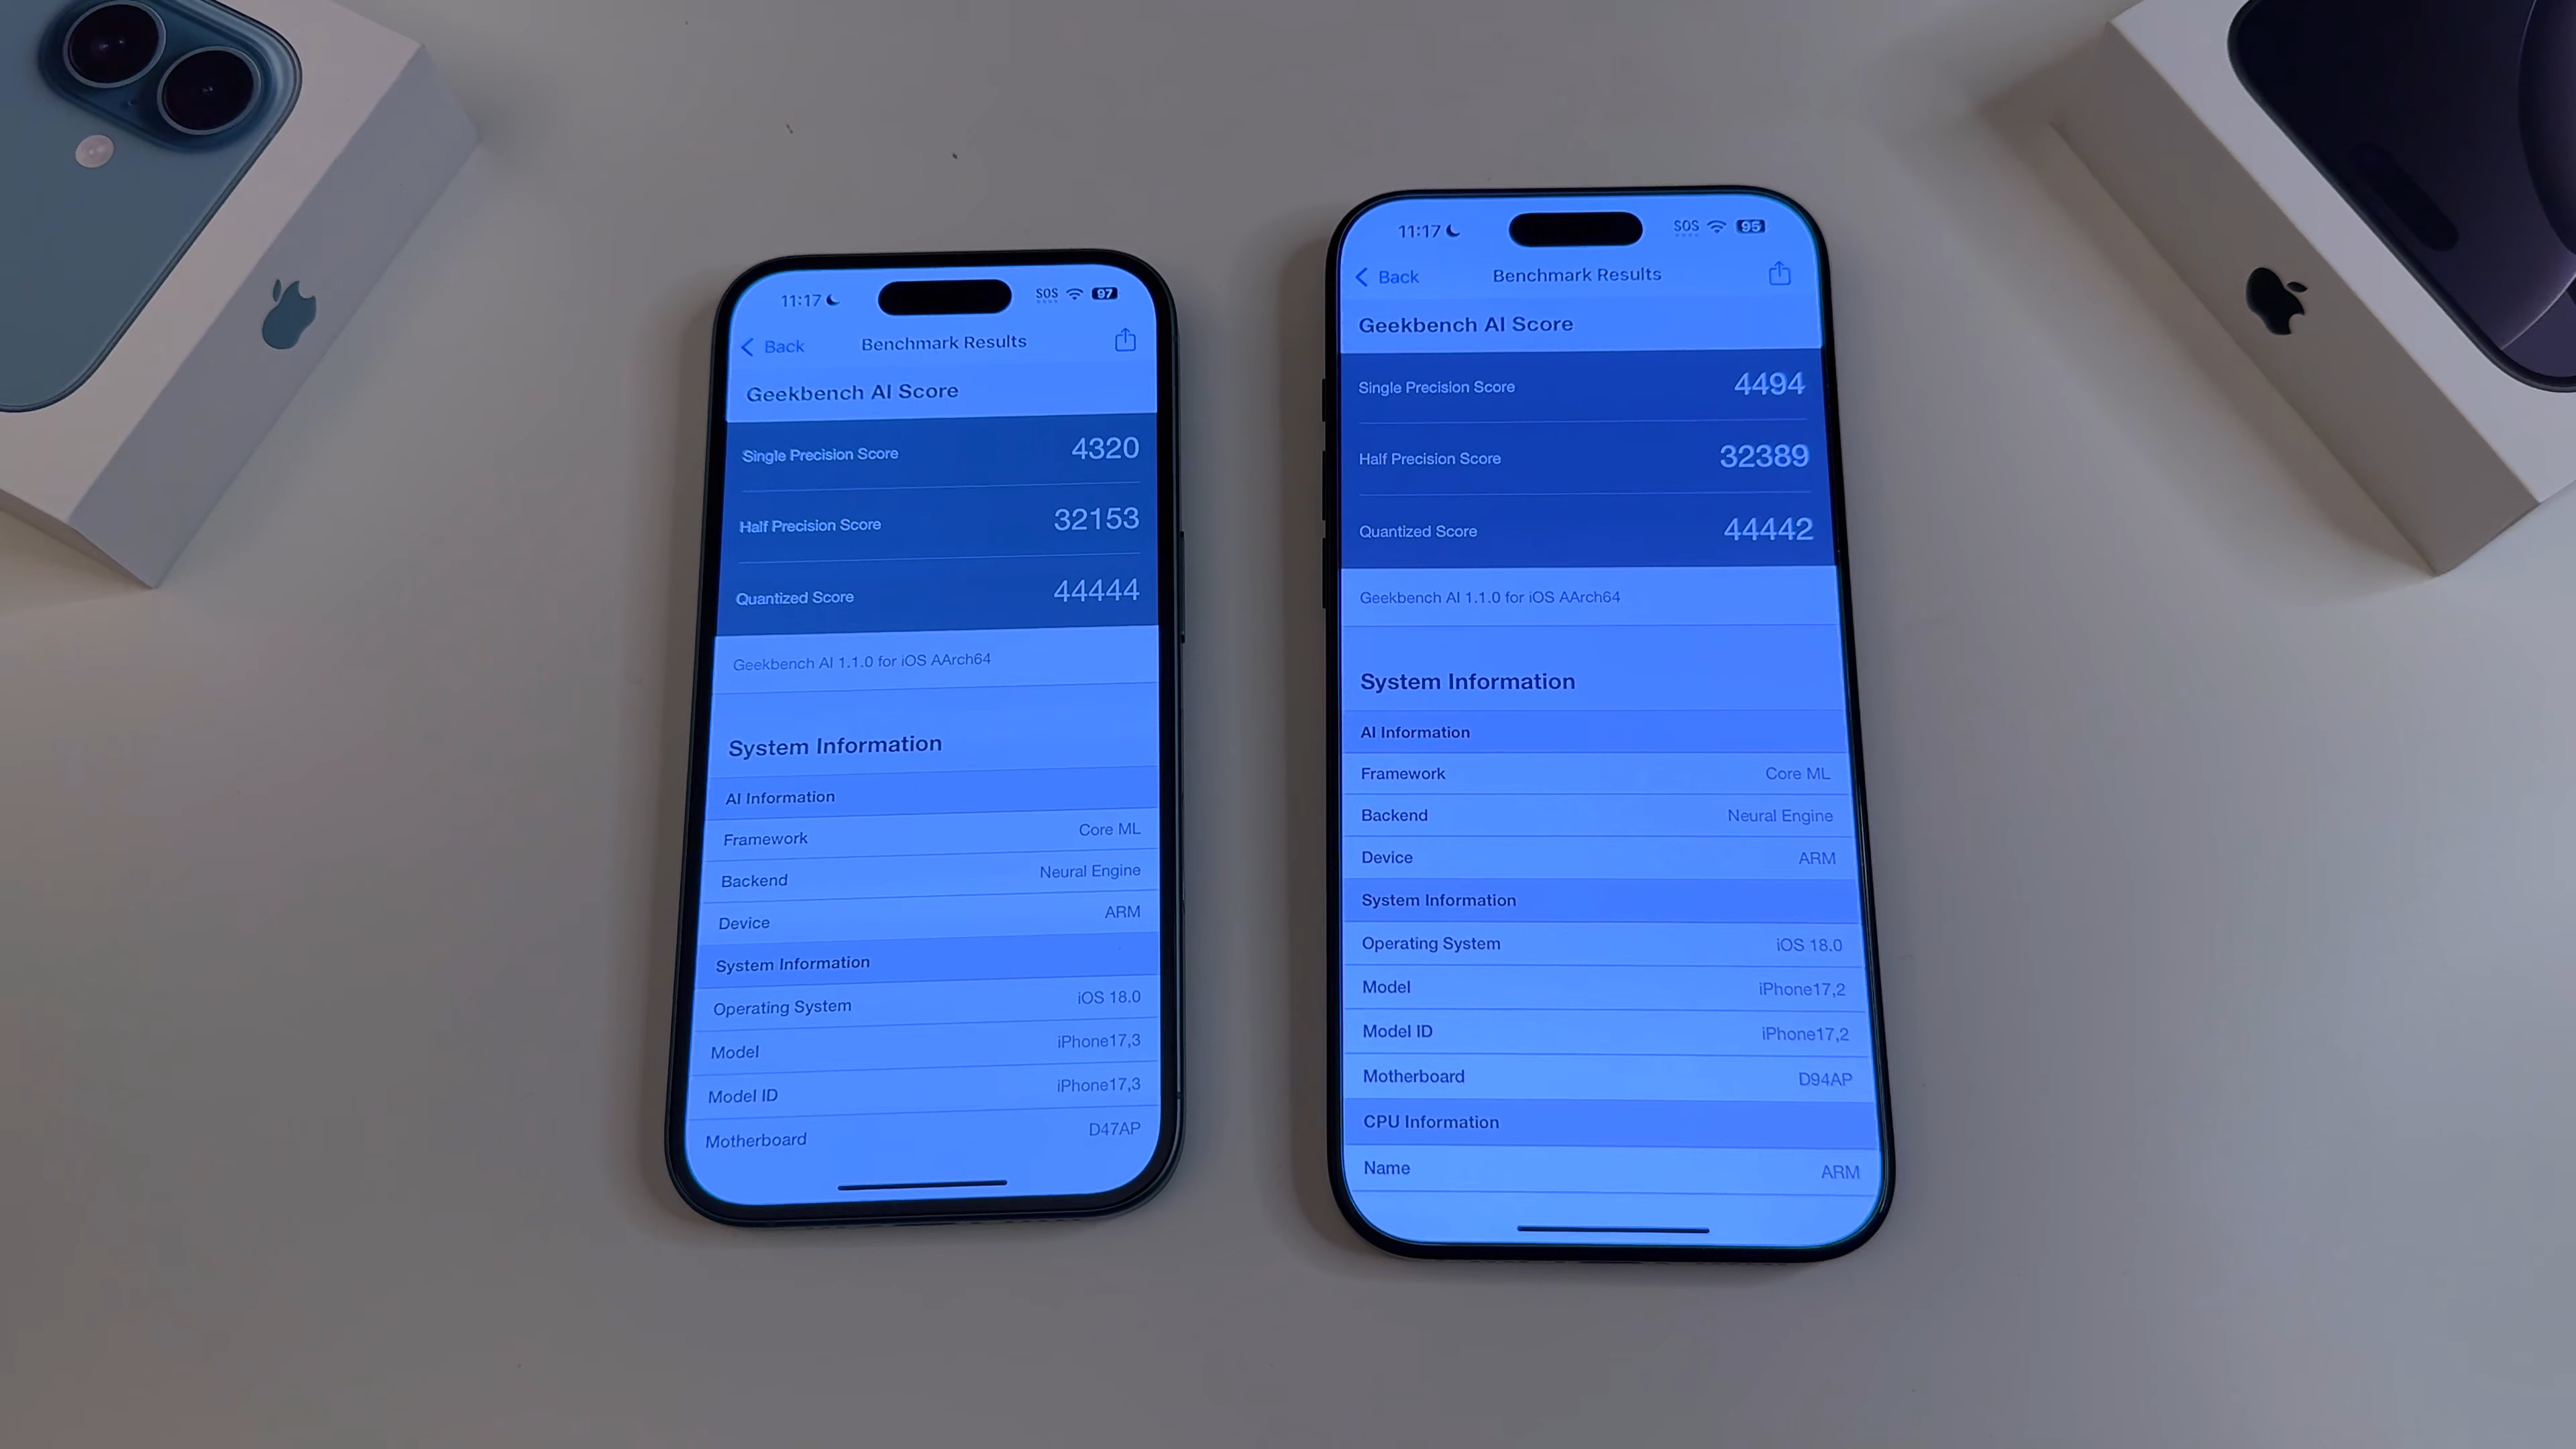 11:17
SOS 97
Back
Benchmark Results
Geekbench AI Score
Single Precision Score 4320
Half Precision Score 32153
Quantized Score 44444
Geekbench AI 1.1.0 for iOS AArch64
System Information
AI Information
Framework Core ML
Backend Neural Engine
Device ARM
System Information
Operating System iOS 18.0
Model iPhone17,3
Model ID iPhone17,3
Motherboard D47AP
11:17
SOS 95
Back
Benchmark Results
Geekbench AI Score
Single Precision Score 4494
Half Precision Score 32389
Quantized Score 44442
Geekbench AI 1.1.0 for iOS AArch64
System Information
AI Information
Framework Core ML
Backend Neural Engine
Device ARM
System Information
Operating System iOS 18.0
Model iPhone17,2
Model ID iPhone17,2
Motherboard D94AP
CPU Information
Name ARM